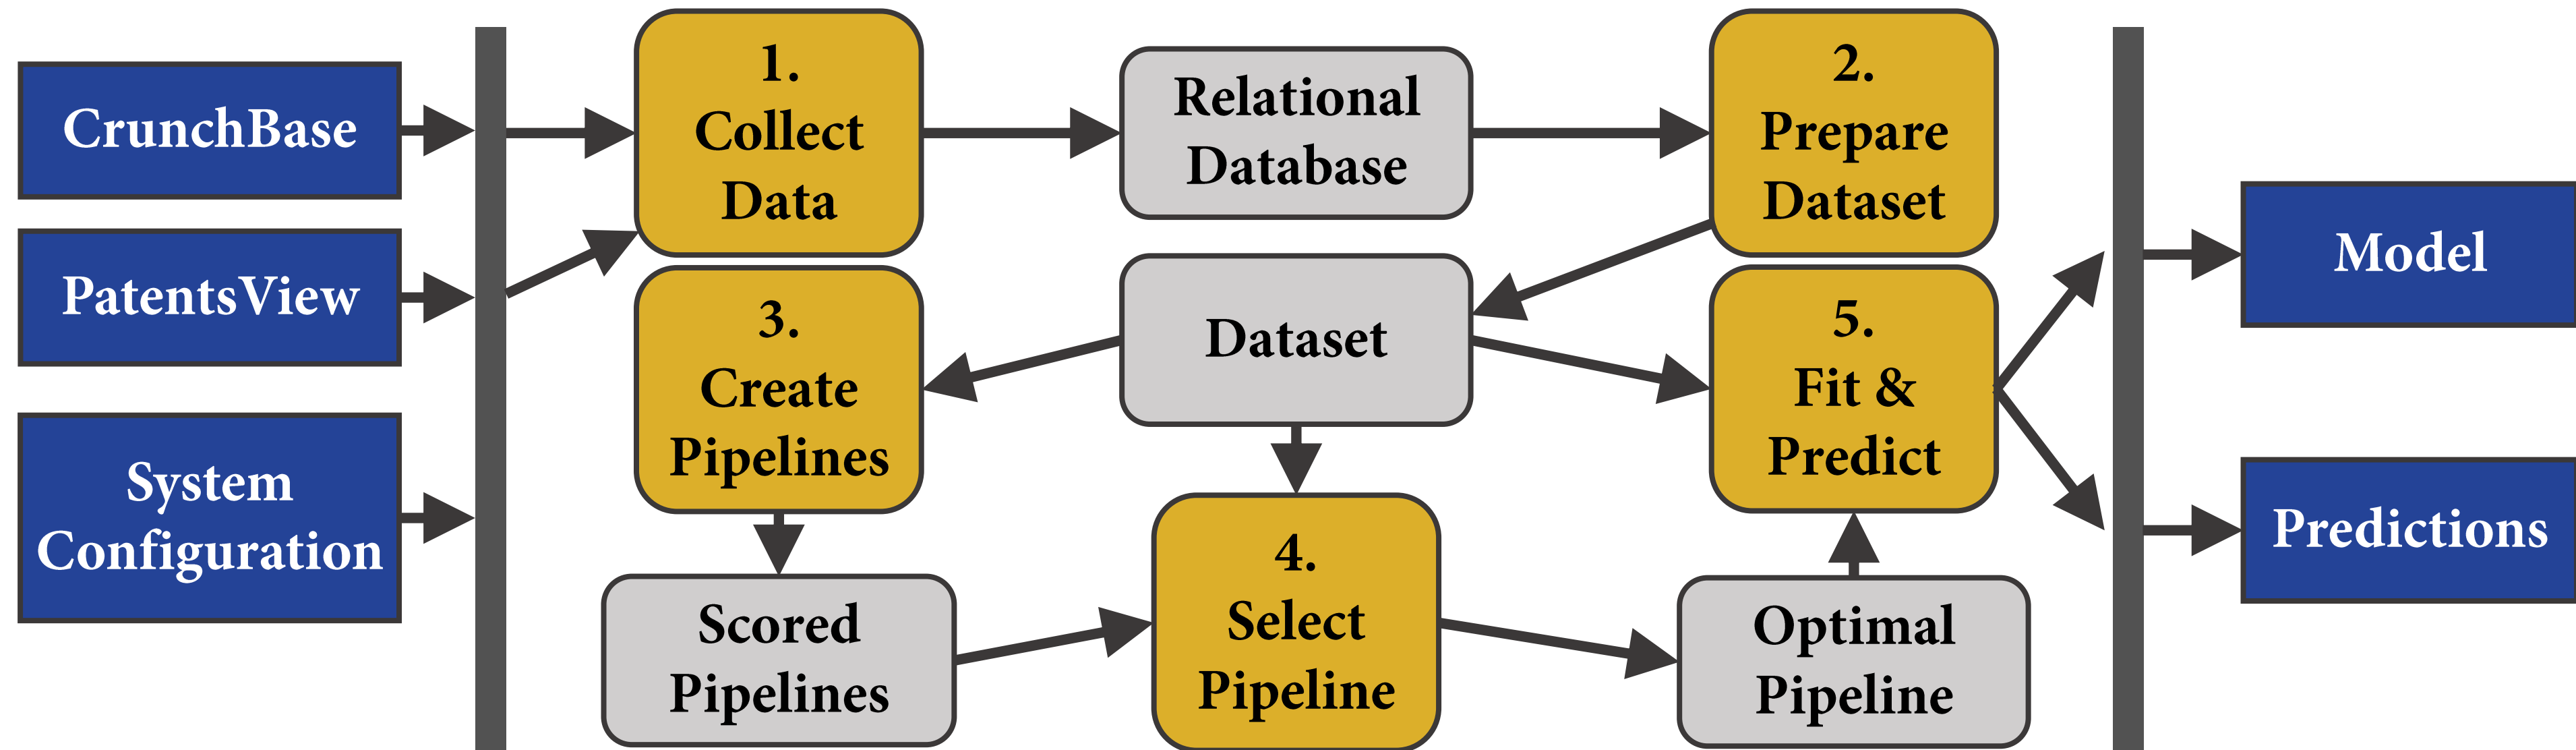 CrunchBase
PatentsView
System
Configuration
1.
Collect
Data
Relational
Database
2.
Prepare
Dataset
3.
Create
Pipelines
Dataset
5.
Fit &
Predict
Scored
Pipelines
4.
Select
Pipeline
Optimal
Pipeline
Model
Predictions